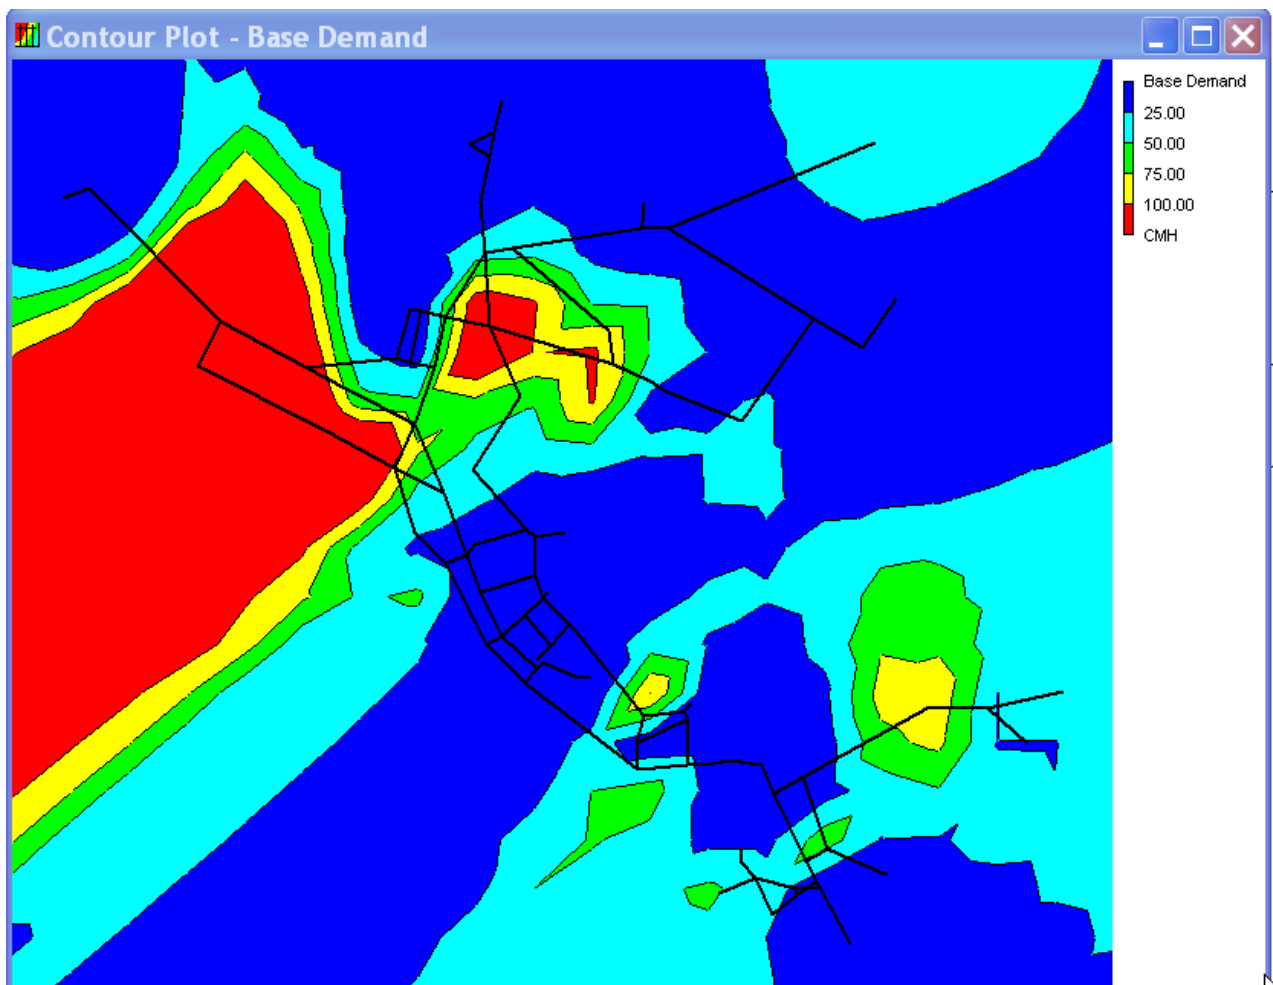 Contour Plot - Base Demand
Base Demand
25.00
50.00
75.00
100.00
CMH